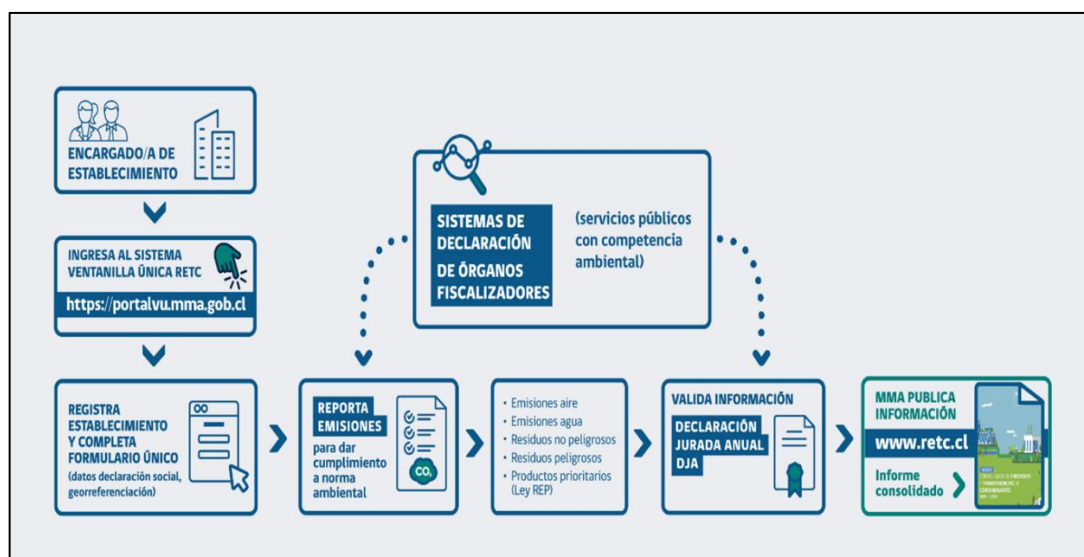 ENCARGADO/A DE
ESTABLECIMIENTO
INGRESA AL SISTEMA
VENTANILLA ÚNICA RETC
https://portalvu.mma.gob.cl
REGISTRA
ESTABLECIMIENTO
Y COMPLETA
FORMULARIO ÚNICO
(datos declaración social,
georreferenciación)
SISTEMAS DE
DECLARACIÓN
DE ÓRGANOS
FISCALIZADORES
(servicios públicos
con competencia
ambiental)
REPORTA
EMISIONES
para dar
cumplimiento
a norma
ambiental
CO₂
• Emisiones aire
• Emisiones agua
• Residuos no peligrosos
• Residuos peligrosos
• Productos prioritarios
(Ley REP)
VALIDA INFORMACIÓN
DECLARACIÓN
JURADA ANUAL
DJA
MMA PUBLICA
INFORMACIÓN
www.retc.cl
Informe
consolidado